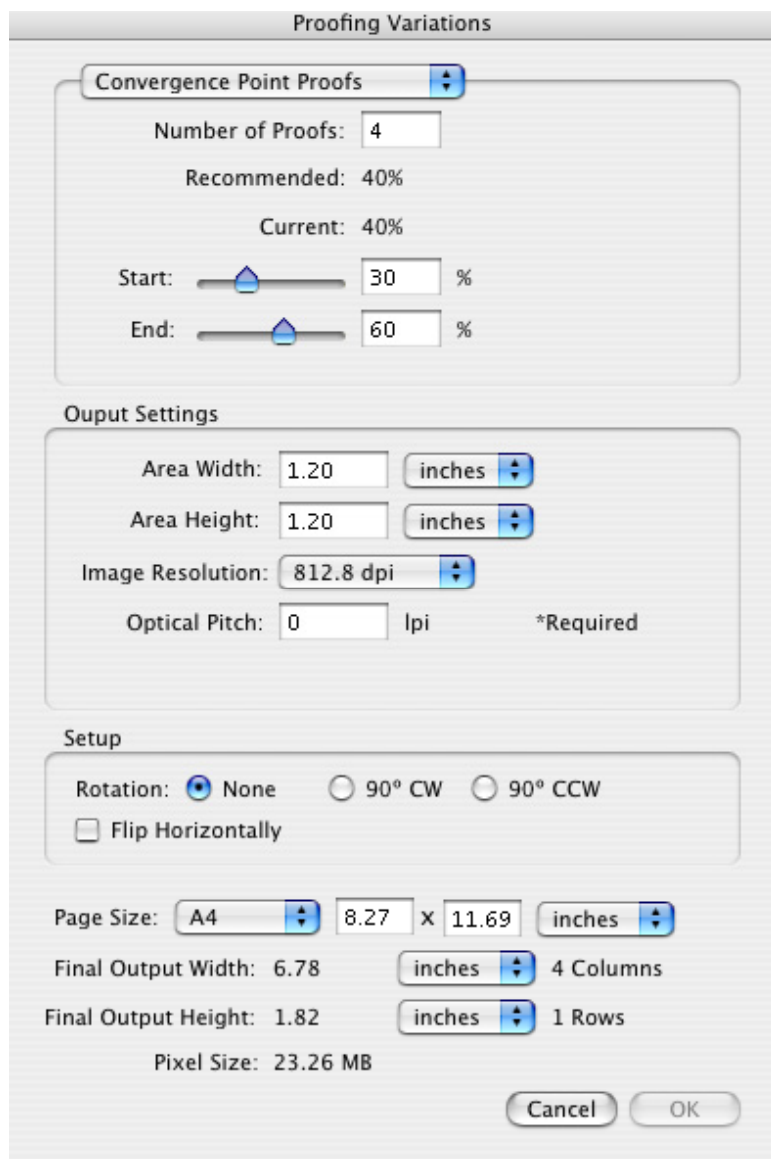 Proofing Variations
Convergence Point Proofs
Number of Proofs: 4
Recommended: 40%
Current: 40%
Start: 30 %
End: 60 %
Ouput Settings
Area Width: 1.20 inches
Area Height: 1.20 inches
Image Resolution: 812.8 dpi
Optical Pitch: 0 lpi *Required
Setup
Rotation: None 90º CW 90º CCW
Flip Horizontally
Page Size: A4 8.27 x 11.69 inches
Final Output Width: 6.78 inches 4 Columns
Final Output Height: 1.82 inches 1 Rows
Pixel Size: 23.26 MB
Cancel OK